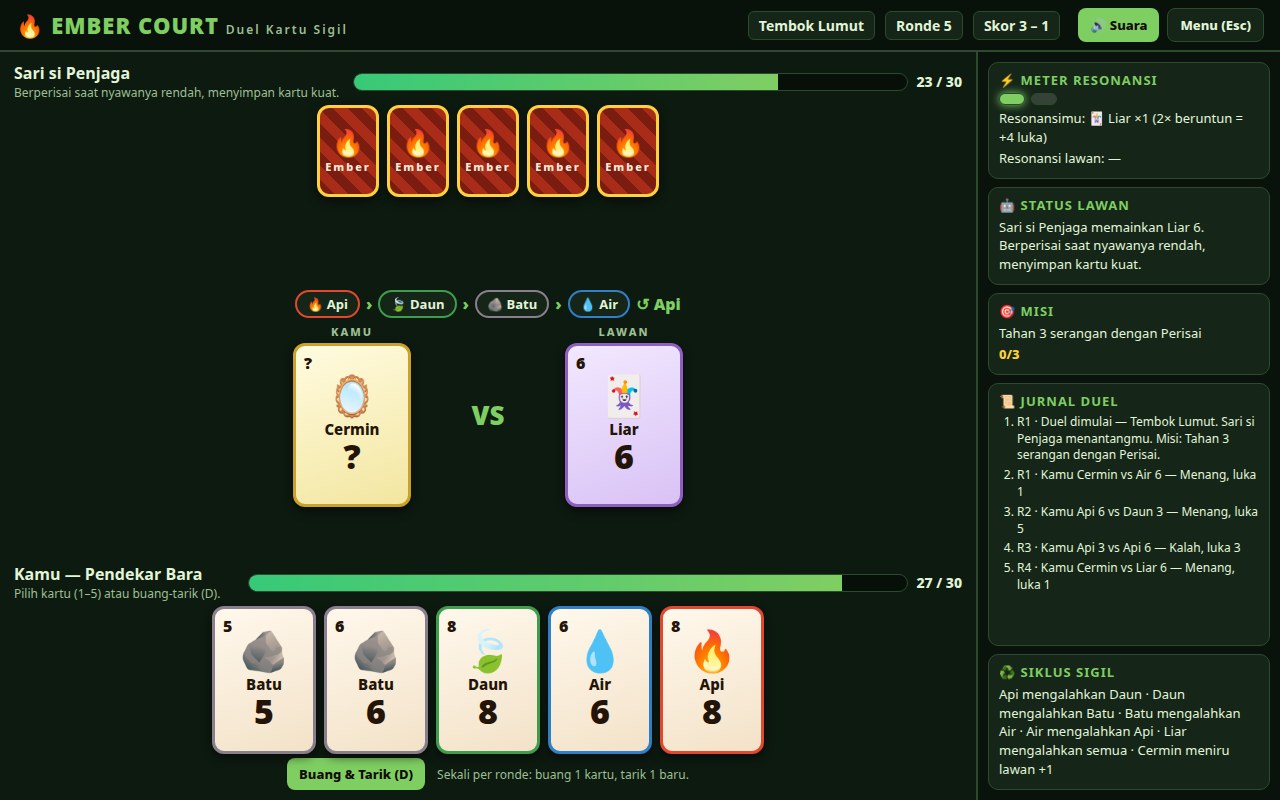 EMBER COURT Duel Kartu Sigil
Tembok Lumut
Ronde 5
Skor 3 – 1
Suara
Menu (Esc)
Sari si Penjaga
Berperisai saat nyawanya rendah, menyimpan kartu kuat.
23 / 30
Ember
Ember
Ember
Ember
Ember
Api › Daun › Batu › Air ↺ Api
KAMU
LAWAN
?
Cermin
?
VS
6
Liar
6
Kamu — Pendekar Bara
Pilih kartu (1–5) atau buang-tarik (D).
27 / 30
5
Batu
5
6
Batu
6
8
Daun
8
6
Air
6
8
Api
8
Buang & Tarik (D)
Sekali per ronde: buang 1 kartu, tarik 1 baru.
METER RESONANSI
Resonansimu: Liar ×1 (2× beruntun =
+4 luka)
Resonansi lawan: —
STATUS LAWAN
Sari si Penjaga memainkan Liar 6.
Berperisai saat nyawanya rendah,
menyimpan kartu kuat.
MISI
Tahan 3 serangan dengan Perisai
0/3
JURNAL DUEL
1. R1 · Duel dimulai — Tembok Lumut. Sari si
Penjaga menantangmu. Misi: Tahan 3
serangan dengan Perisai.
2. R1 · Kamu Cermin vs Air 6 — Menang, luka
1
3. R2 · Kamu Api 6 vs Daun 3 — Menang, luka
5
4. R3 · Kamu Api 3 vs Api 6 — Kalah, luka 3
5. R4 · Kamu Cermin vs Liar 6 — Menang,
luka 1
SIKLUS SIGIL
Api mengalahkan Daun · Daun
mengalahkan Batu · Batu mengalahkan
Air · Air mengalahkan Api · Liar
mengalahkan semua · Cermin meniru
lawan +1